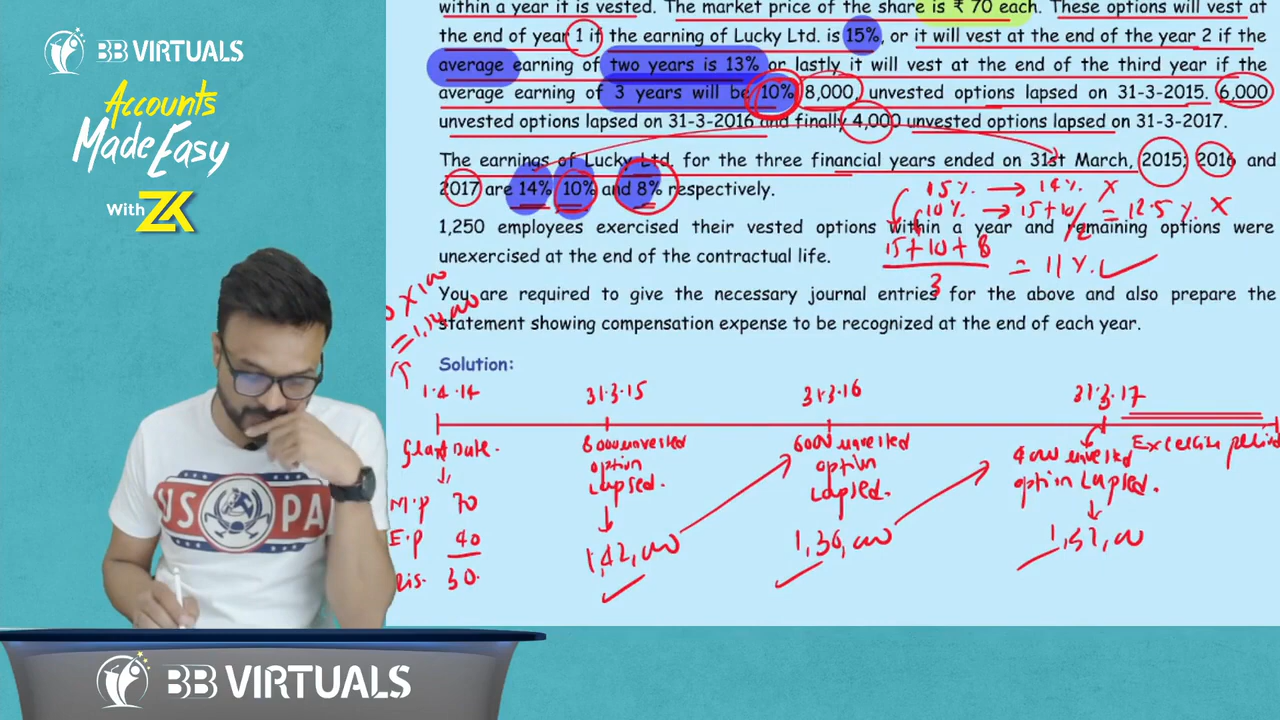 BB VIRTUALS
Accounts
Made Easy
With ZK
within a year it is vested. The market price of the share is ₹ 70 each. These options will vest at
the end of year 1 if the earning of Lucky Ltd. is 15%, or it will vest at the end of the year 2 if the
average earning of two years is 13% or lastly it will vest at the end of the third year if the
average earning of 3 years will be 10% 8,000, unvested options lapsed on 31-3-2015. 6,000
unvested options lapsed on 31-3-2016 and finally 4,000 unvested options lapsed on 31-3-2017.
The earnings of Lucky Ltd. for the three financial years ended on 31st March, 2015; 2016 and
2017 are 14% 10% and 8% respectively.
15%. → 14%. X
10%. → 15+10/2 = 12.5% X
15+10+8
3
= 11%. ✓
1,250 employees exercised their vested options within a year and remaining options were
unexercised at the end of the contractual life.
You are required to give the necessary journal entries for the above and also prepare the
statement showing compensation expense to be recognized at the end of each year.
Solution:
1.4.14 31.3.15 31.3.16 31.3.17
Grant Date.
M.p 70
E.p 40
Dis. 30.
8000 unvested
option
Lapsed.
6000 unvested
option
Lapsed.
4000 unvested
option Lapsed.
Excersise period
USPA
BB VIRTUALS